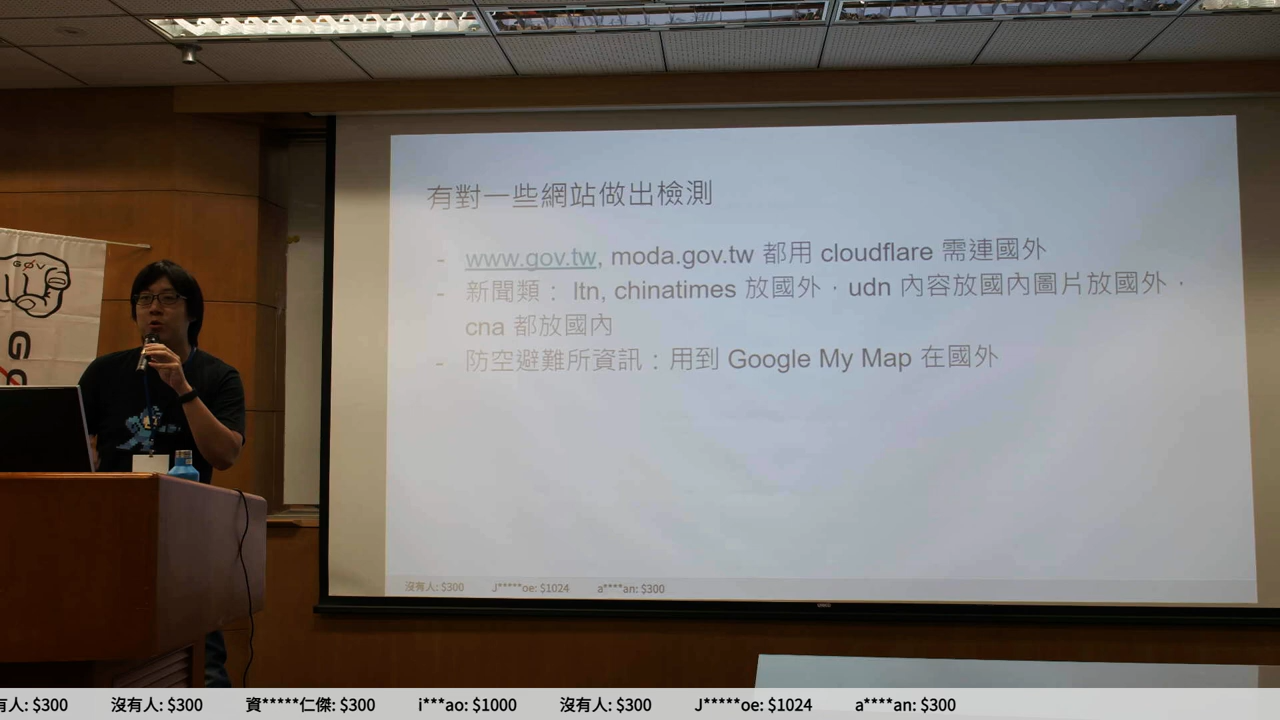 有對一些網站做出檢測
- www.gov.tw, moda.gov.tw 都用 cloudflare 需連國外
- 新聞類： ltn, chinatimes 放國外，udn 內容放國內圖片放國外，
cna 都放國內
- 防空避難所資訊：用到 Google My Map 在國外
沒有人: $300 J*****oe: $1024 a****an: $300
GØV
G
有人: $300 沒有人: $300 資*****仁傑: $300 i***ao: $1000 沒有人: $300 J*****oe: $1024 a****an: $300